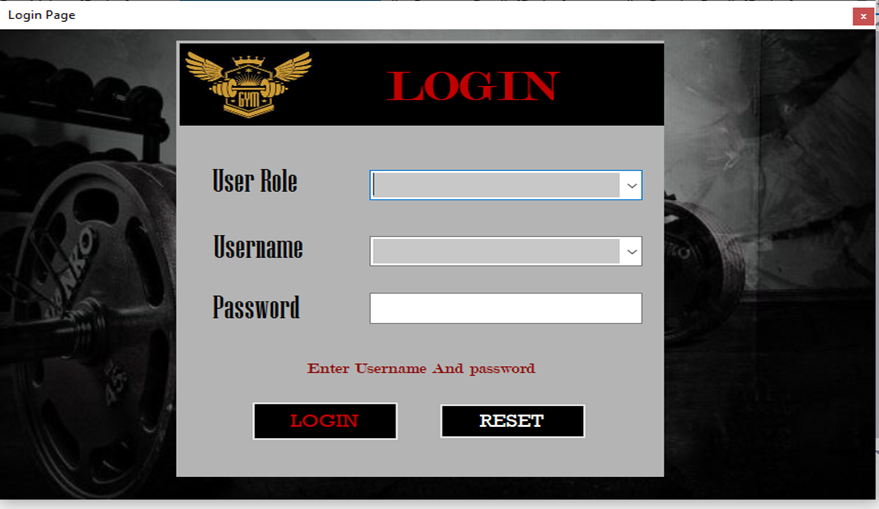 Login Page
GYM
LOGIN
User Role
Username
Password
Enter Username And password
LOGIN
RESET